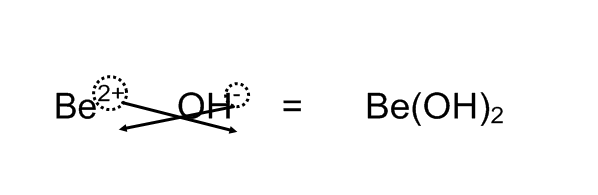 Be²⁺ OH⁻ = Be(OH)₂